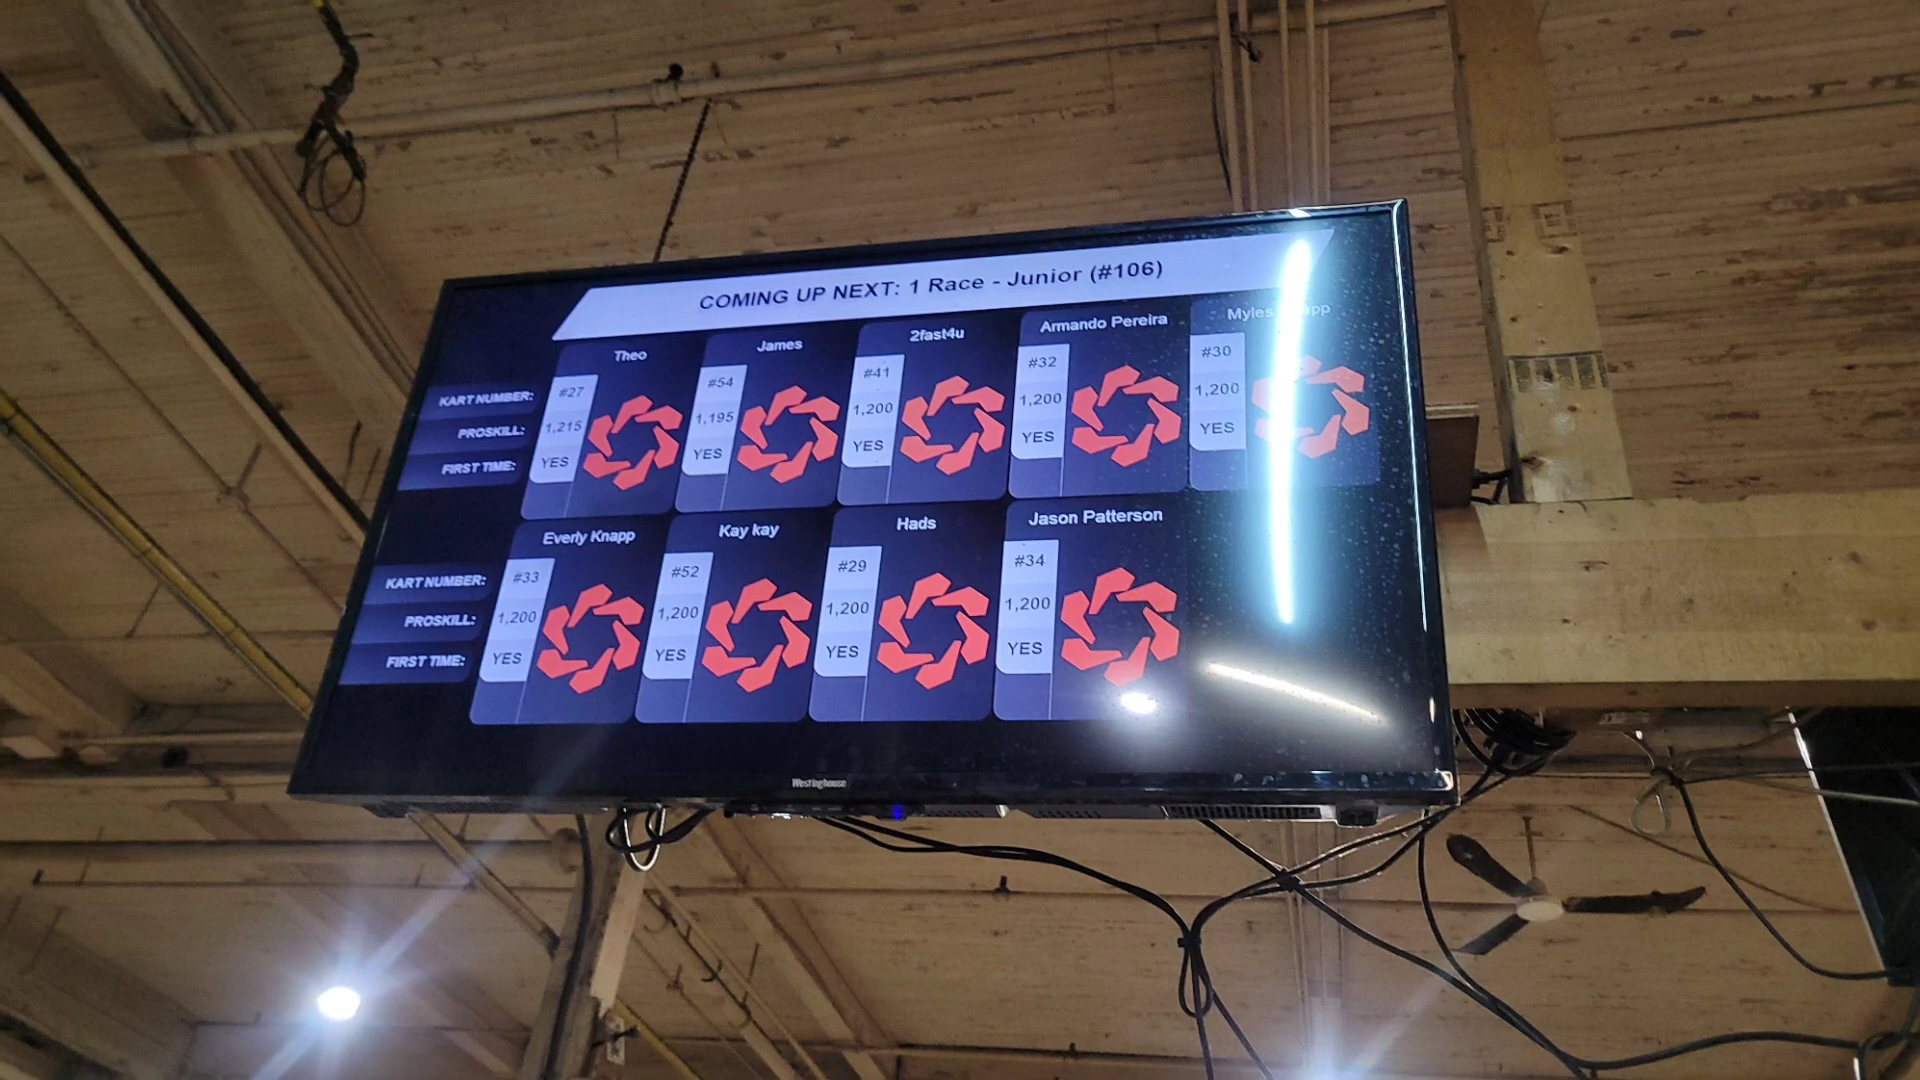 COMING UP NEXT: 1 Race - Junior (#106)
Theo James 2fast4u Armando Pereira Myles
KART NUMBER: #27 #54 #41 #32 #30
PROSKILL: 1,215 1,195 1,200 1,200 1,200
FIRST TIME: YES YES YES YES YES
Everly Knapp Kay kay Hads Jason Patterson
KART NUMBER: #33 #52 #29 #34
PROSKILL: 1,200 1,200 1,200 1,200
FIRST TIME: YES YES YES YES
Westinghouse